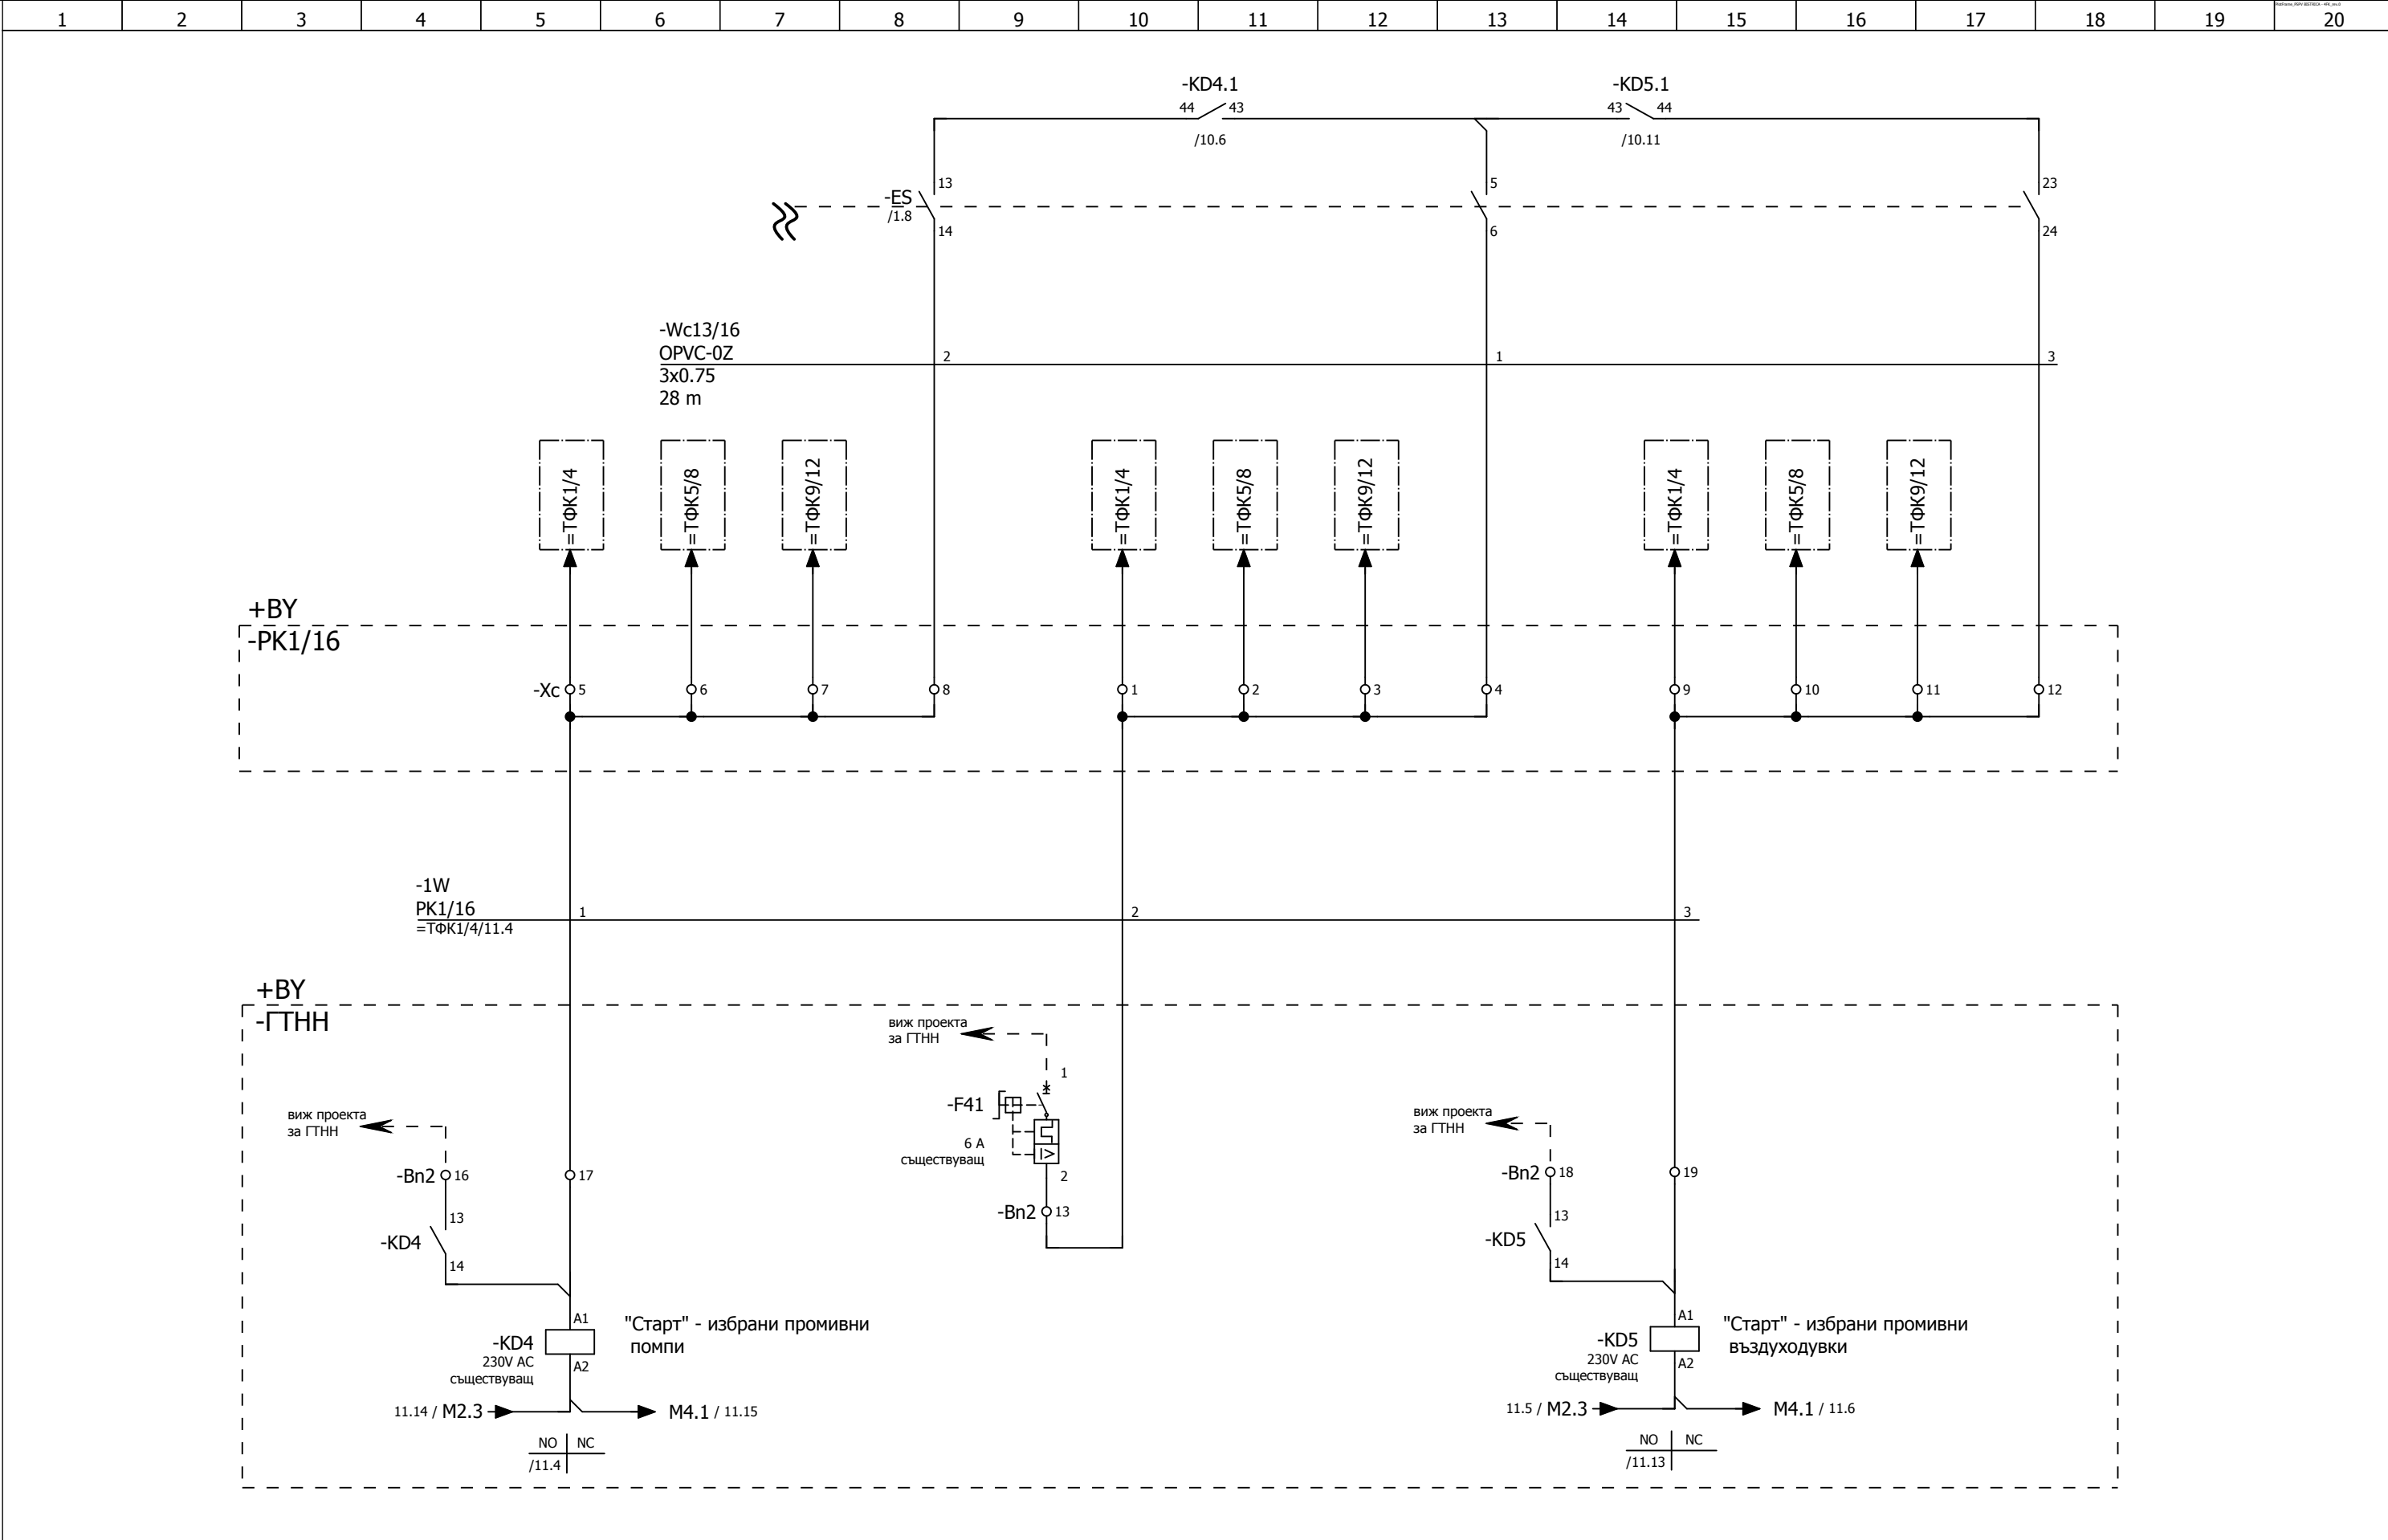 1 2 3 4 5 6 7 8 9 10 11 12 13 14 15 16 17 18 19 20
-KD4.1
44 43
/10.6
-KD5.1
43 44
/10.11
-ES
/1.8
13
14
5
6
23
24
-Wc13/16
OPVC-0Z
3x0.75
28 m
2
1
3
=ТФК1/4
=ТФК5/8
=ТФК9/12
=ТФК1/4
=ТФК5/8
=ТФК9/12
=ТФК1/4
=ТФК5/8
=ТФК9/12
+BY
-PK1/16
-Xc 5 6 7 8 1 2 3 4 9 10 11 12
-1W
PK1/16
=ТФК1/4/11.4
1
2
3
+BY
-ГТНН
виж проекта
за ГТНН
-Bn2 16
17
13
-KD4
14
A1
-KD4
230V AC
съществуващ
A2
"Старт" - избрани промивни
помпи
11.14 / M2.3
M4.1 / 11.15
NO NC
/11.4
виж проекта
за ГТНН
1
-F41
6 A
съществуващ
2
-Bn2 13
виж проекта
за ГТНН
-Bn2 18
19
13
-KD5
14
A1
-KD5
230V AC
съществуващ
A2
"Старт" - избрани промивни
въздуходувки
11.5 / M2.3
M4.1 / 11.6
NO NC
/11.13